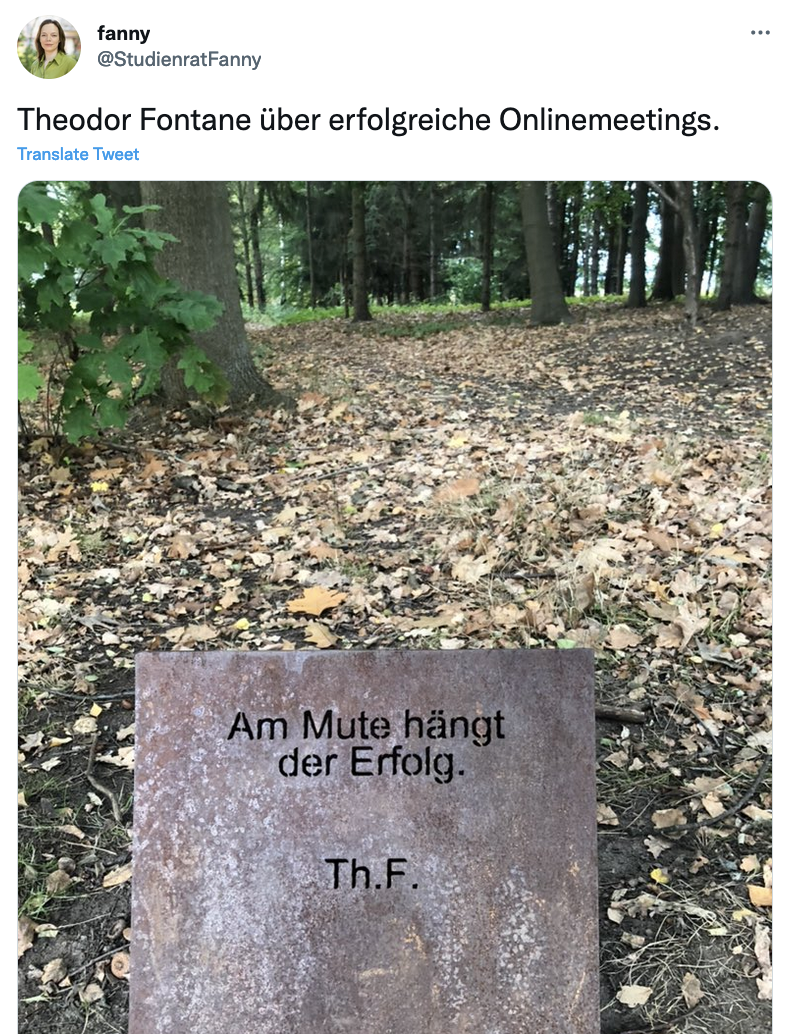 fanny
@StudienratFanny
Theodor Fontane über erfolgreiche Onlinemeetings.
Translate Tweet
Am Mute hängt
der Erfolg.
Th.F.